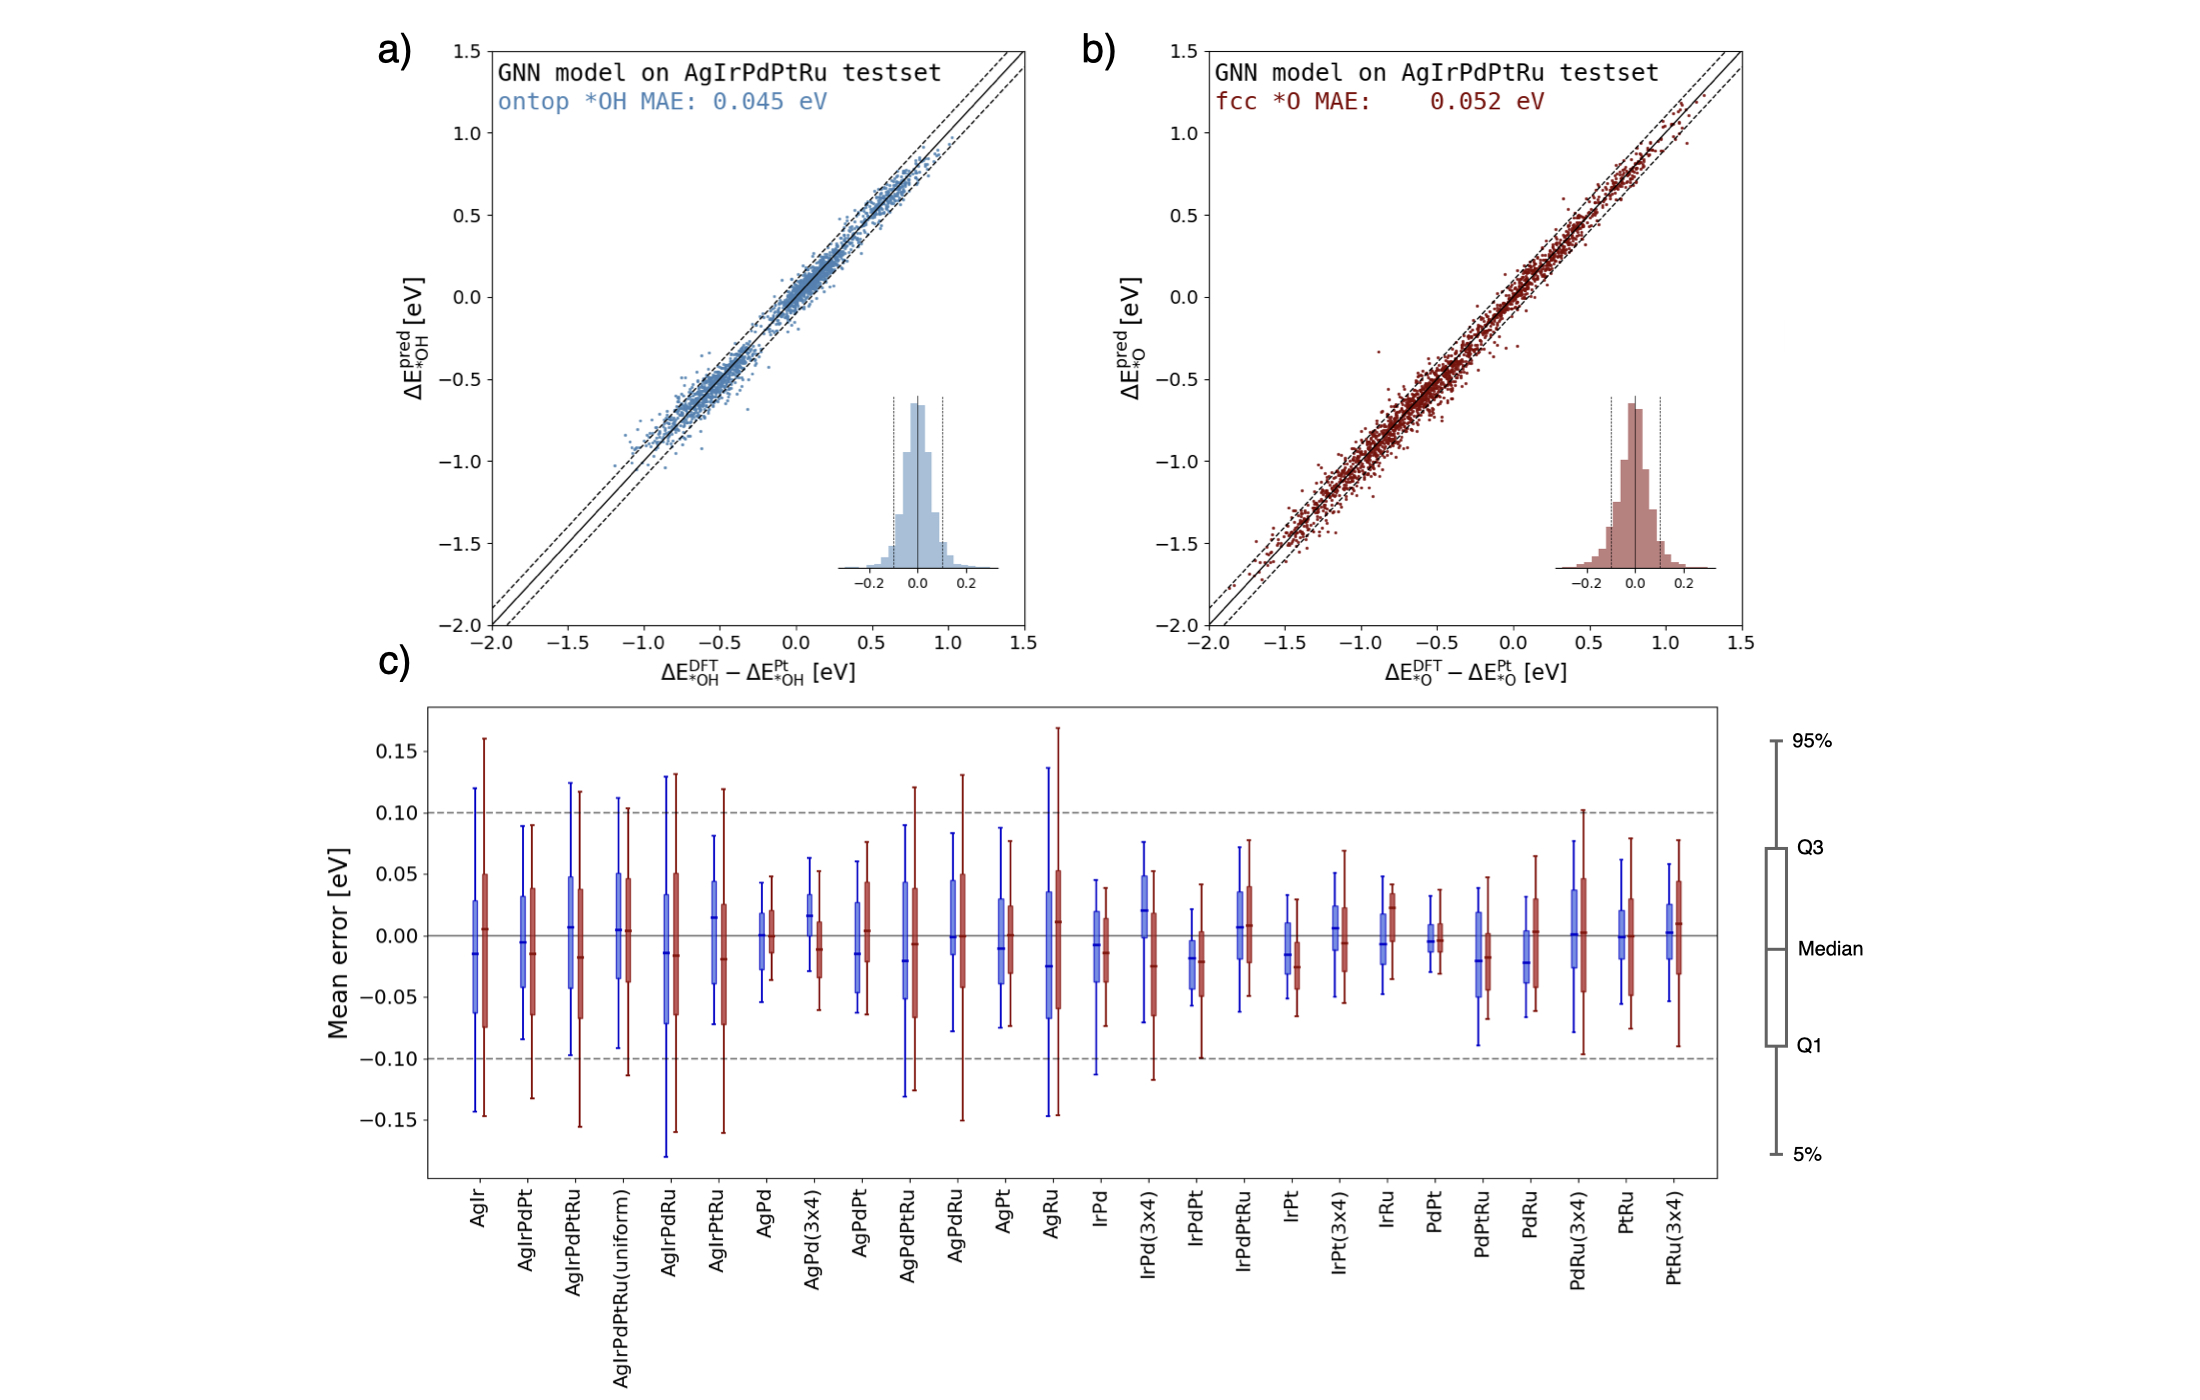 a)
GNN model on AgIrPdPtRu testset
ontop *OH MAE: 0.045 eV
1.5
1.0
0.5
0.0
−0.5
−1.0
−1.5
−2.0
ΔE^pred_*OH [eV]
−0.2 0.0 0.2
−2.0 −1.5 −1.0 −0.5 0.0 0.5 1.0 1.5
ΔE^DFT_*OH − ΔE^Pt_*OH [eV]
b)
GNN model on AgIrPdPtRu testset
fcc *O MAE: 0.052 eV
1.5
1.0
0.5
0.0
−0.5
−1.0
−1.5
−2.0
ΔE^pred_*O [eV]
−0.2 0.0 0.2
−2.0 −1.5 −1.0 −0.5 0.0 0.5 1.0 1.5
ΔE^DFT_*O − ΔE^Pt_*O [eV]
c)
Mean error [eV]
0.15
0.10
0.05
0.00
−0.05
−0.10
−0.15
AgIr
AgIrPdPt
AgIrPdPtRu
AgIrPdPtRu(uniform)
AgIrPdRu
AgIrPtRu
AgPd
AgPd(3x4)
AgPdPt
AgPdPtRu
AgPdRu
AgPt
AgRu
IrPd
IrPd(3x4)
IrPdPt
IrPdPtRu
IrPt
IrPt(3x4)
IrRu
PdPt
PdPtRu
PdRu
PdRu(3x4)
PtRu
PtRu(3x4)
95%
Q3
Median
Q1
5%